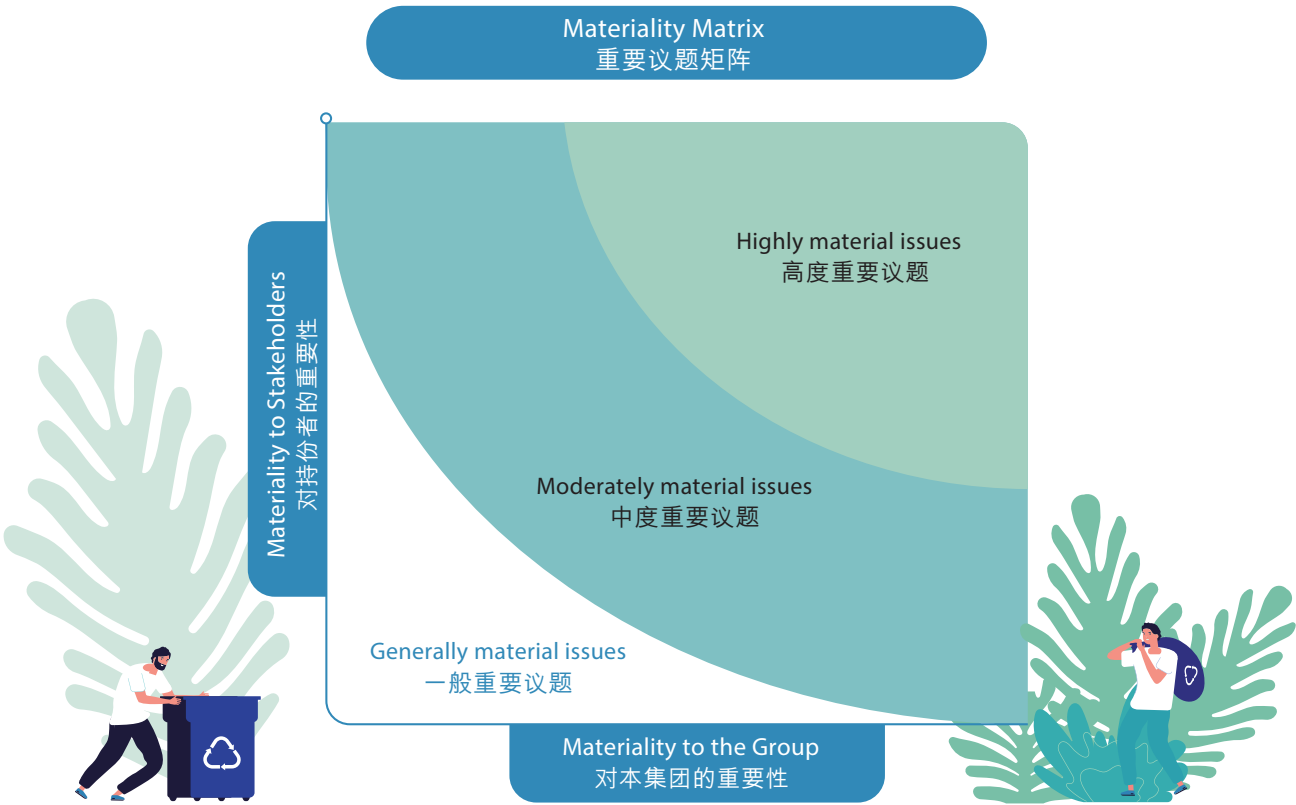 Materiality Matrix
重要议题矩阵
Highly material issues
高度重要议题
Materiality to Stakeholders
对持份者的重要性
Moderately material issues
中度重要议题
Generally material issues
一般重要议题
Materiality to the Group
对本集团的重要性